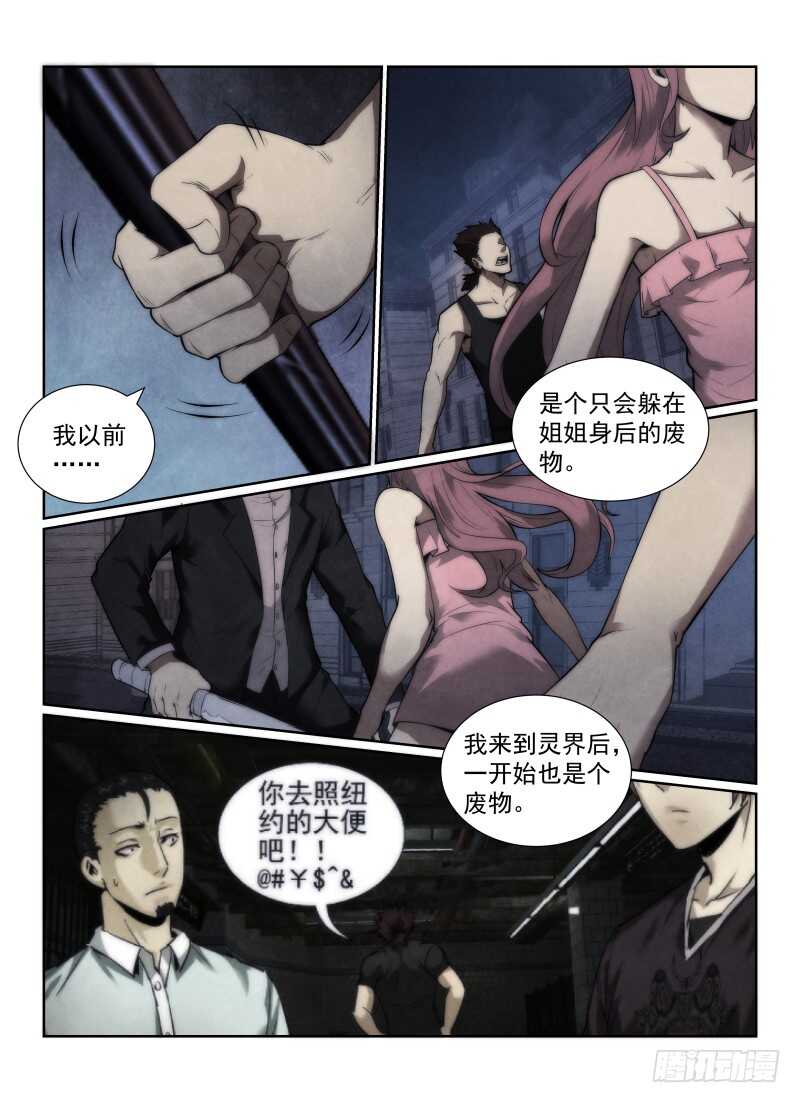 我以前
……
是个只会躲在
姐姐身后的废
物。
我来到灵界后，
一开始也是个
废物。
你去照纽
约的大便
吧！！
@#￥$^&
腾讯动漫